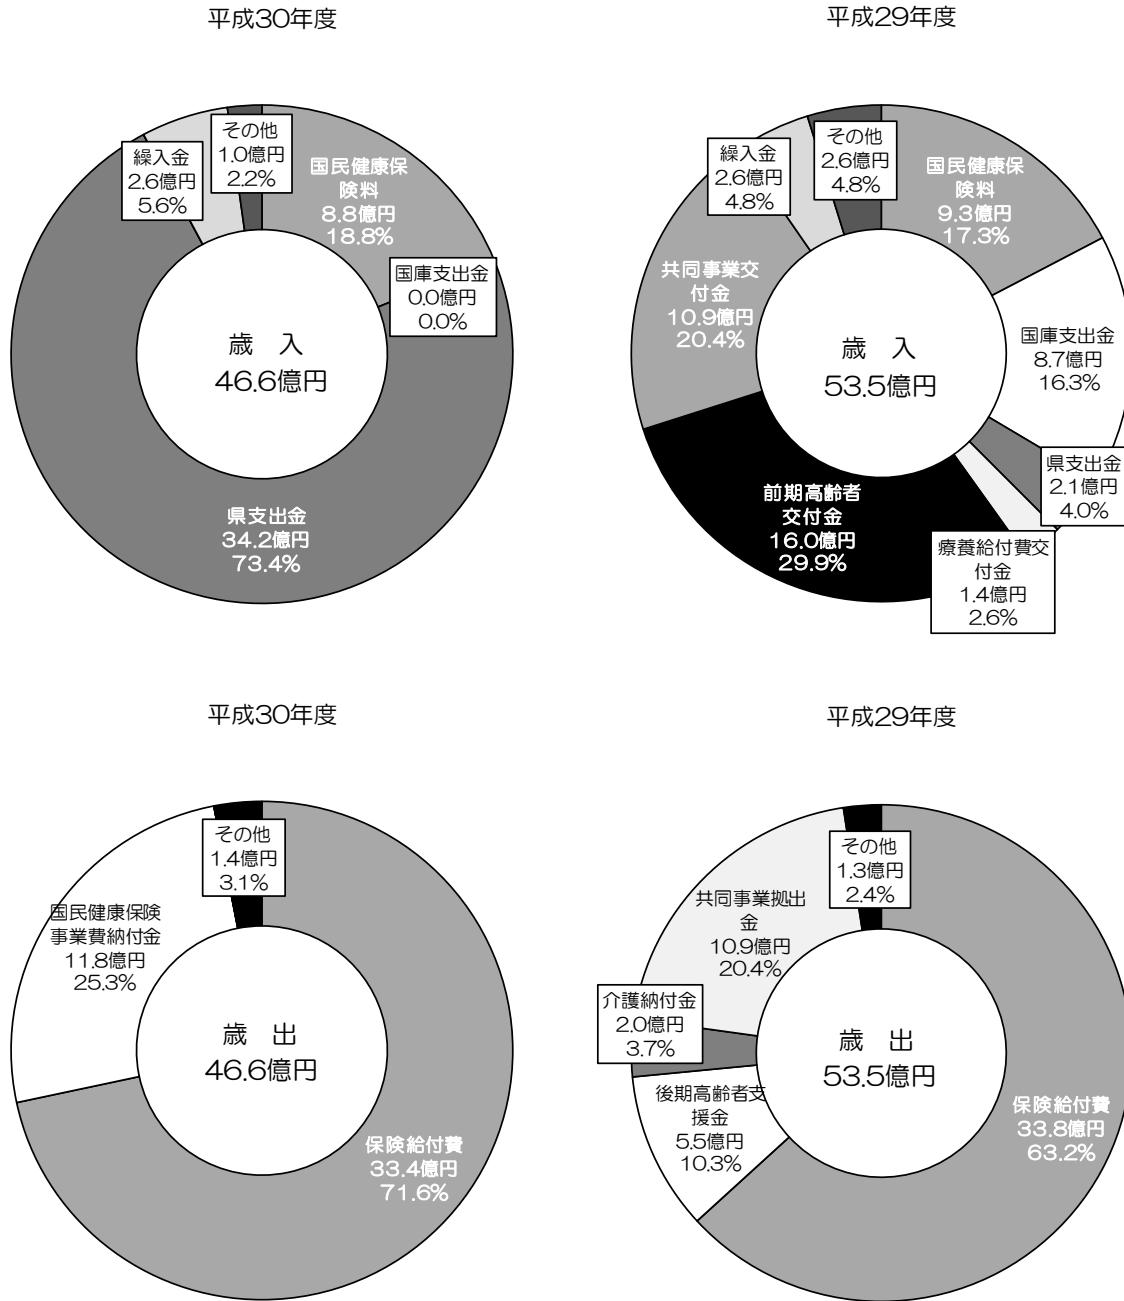 平成30年度
その他
1.0億円
2.2%
繰入金
2.6億円
5.6%
国民健康保
険料
8.8億円
18.8%
国庫支出金
0.0億円
0.0%
歳 入
46.6億円
県支出金
34.2億円
73.4%
平成29年度
その他
2.6億円
4.8%
繰入金
2.6億円
4.8%
国民健康保
険料
9.3億円
17.3%
共同事業交
付金
10.9億円
20.4%
国庫支出金
8.7億円
16.3%
歳 入
53.5億円
県支出金
2.1億円
4.0%
前期高齢者
交付金
16.0億円
29.9%
療養給付費交
付金
1.4億円
2.6%
平成30年度
その他
1.4億円
3.1%
国民健康保険
事業費納付金
11.8億円
25.3%
歳 出
46.6億円
保険給付費
33.4億円
71.6%
平成29年度
その他
1.3億円
2.4%
共同事業拠出
金
10.9億円
20.4%
介護納付金
2.0億円
3.7%
歳 出
53.5億円
後期高齢者支
援金
5.5億円
10.3%
保険給付費
33.8億円
63.2%